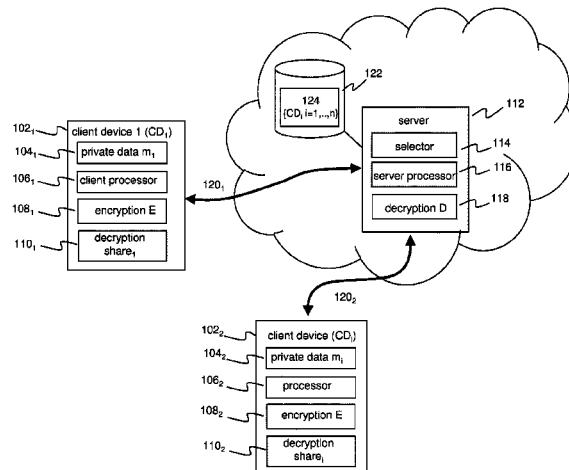 122
124
{CD, i=1,..,n}
112
server
selector
114
server processor
116
decryption D
118
102₁
client device 1 (CD₁)
104₁
private data m₁
106₁
client processor
108₁
encryption E
110₁
decryption
share₁
120₁
120₂
102₂
client device (CDᵢ)
104₂
private data mᵢ
106₂
processor
108₂
encryption E
110₂
decryption
shareᵢ